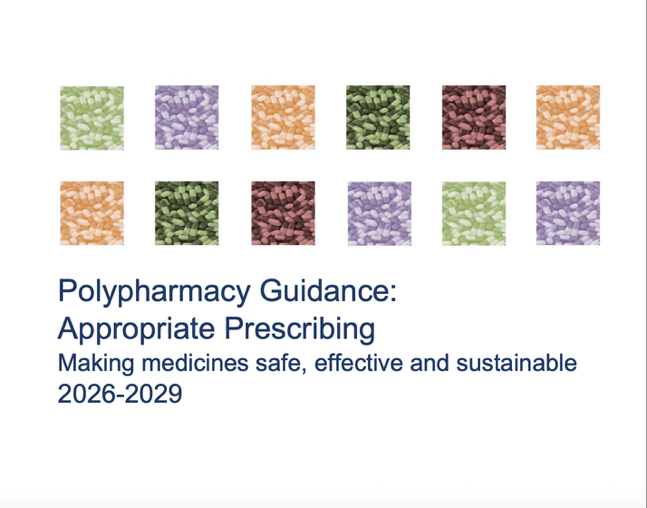 Polypharmacy Guidance:
Appropriate Prescribing
Making medicines safe, effective and sustainable
2026-2029